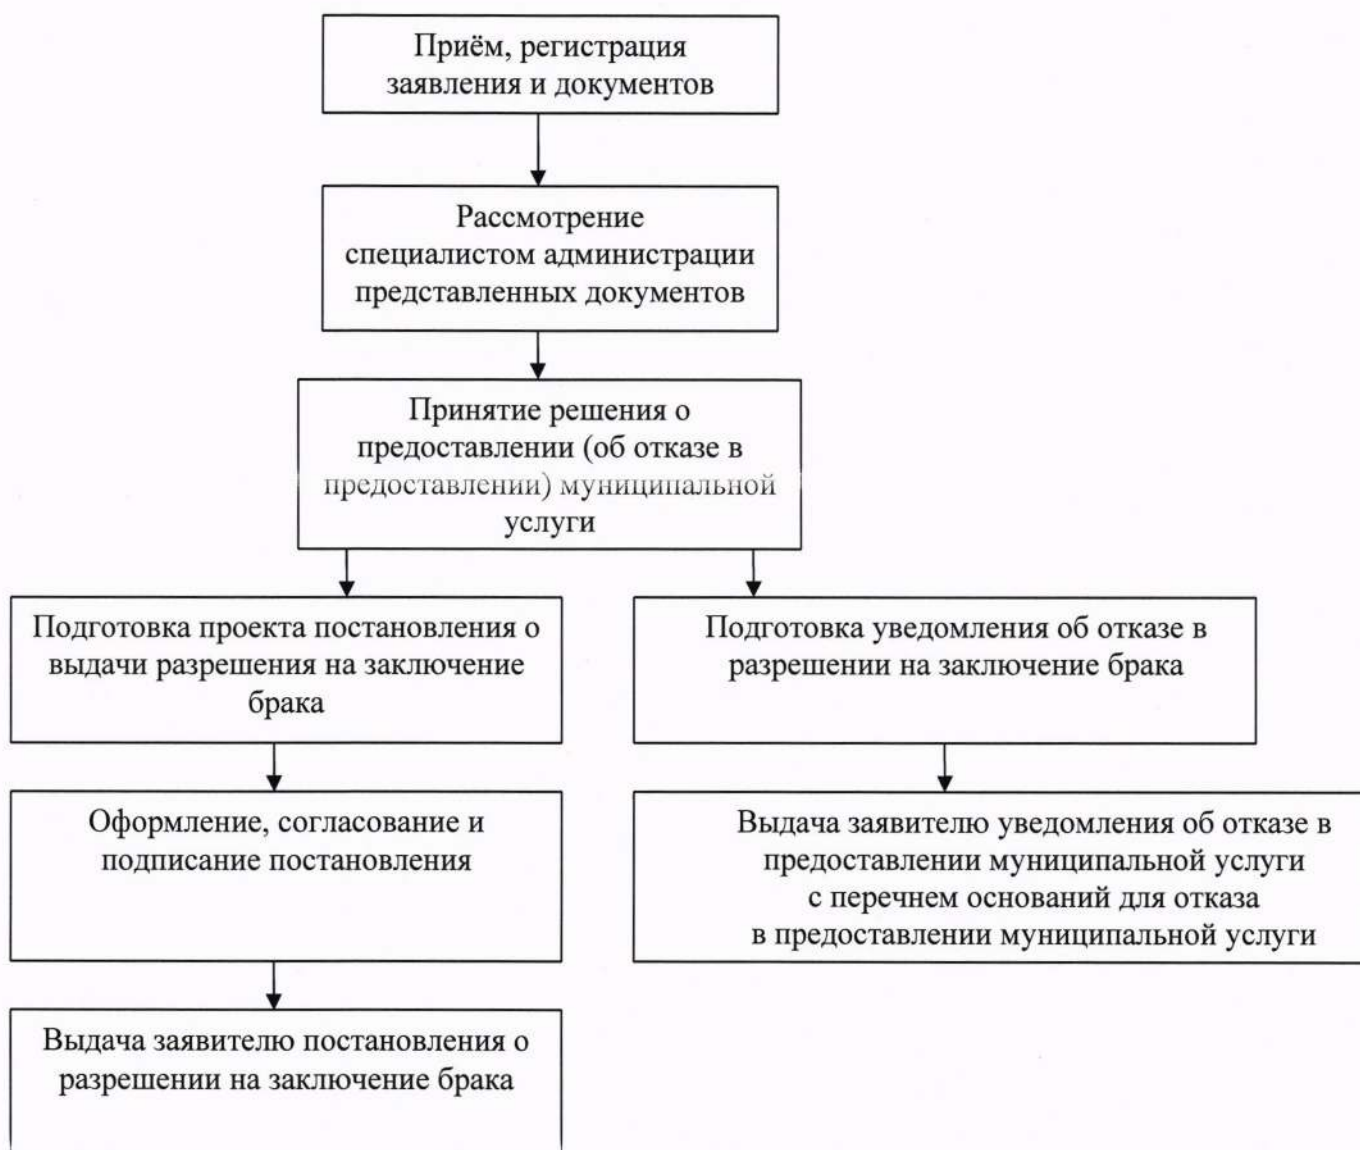 Приём, регистрация
заявления и документов
Рассмотрение
специалистом администрации
представленных документов
Принятие решения о
предоставлении (об отказе в
предоставлении) муниципальной
услуги
Подготовка проекта постановления о
выдачи разрешения на заключение
брака
Подготовка уведомления об отказе в
разрешении на заключение брака
Оформление, согласование и
подписание постановления
Выдача заявителю уведомления об отказе в
предоставлении муниципальной услуги
с перечнем оснований для отказа
в предоставлении муниципальной услуги
Выдача заявителю постановления о
разрешении на заключение брака